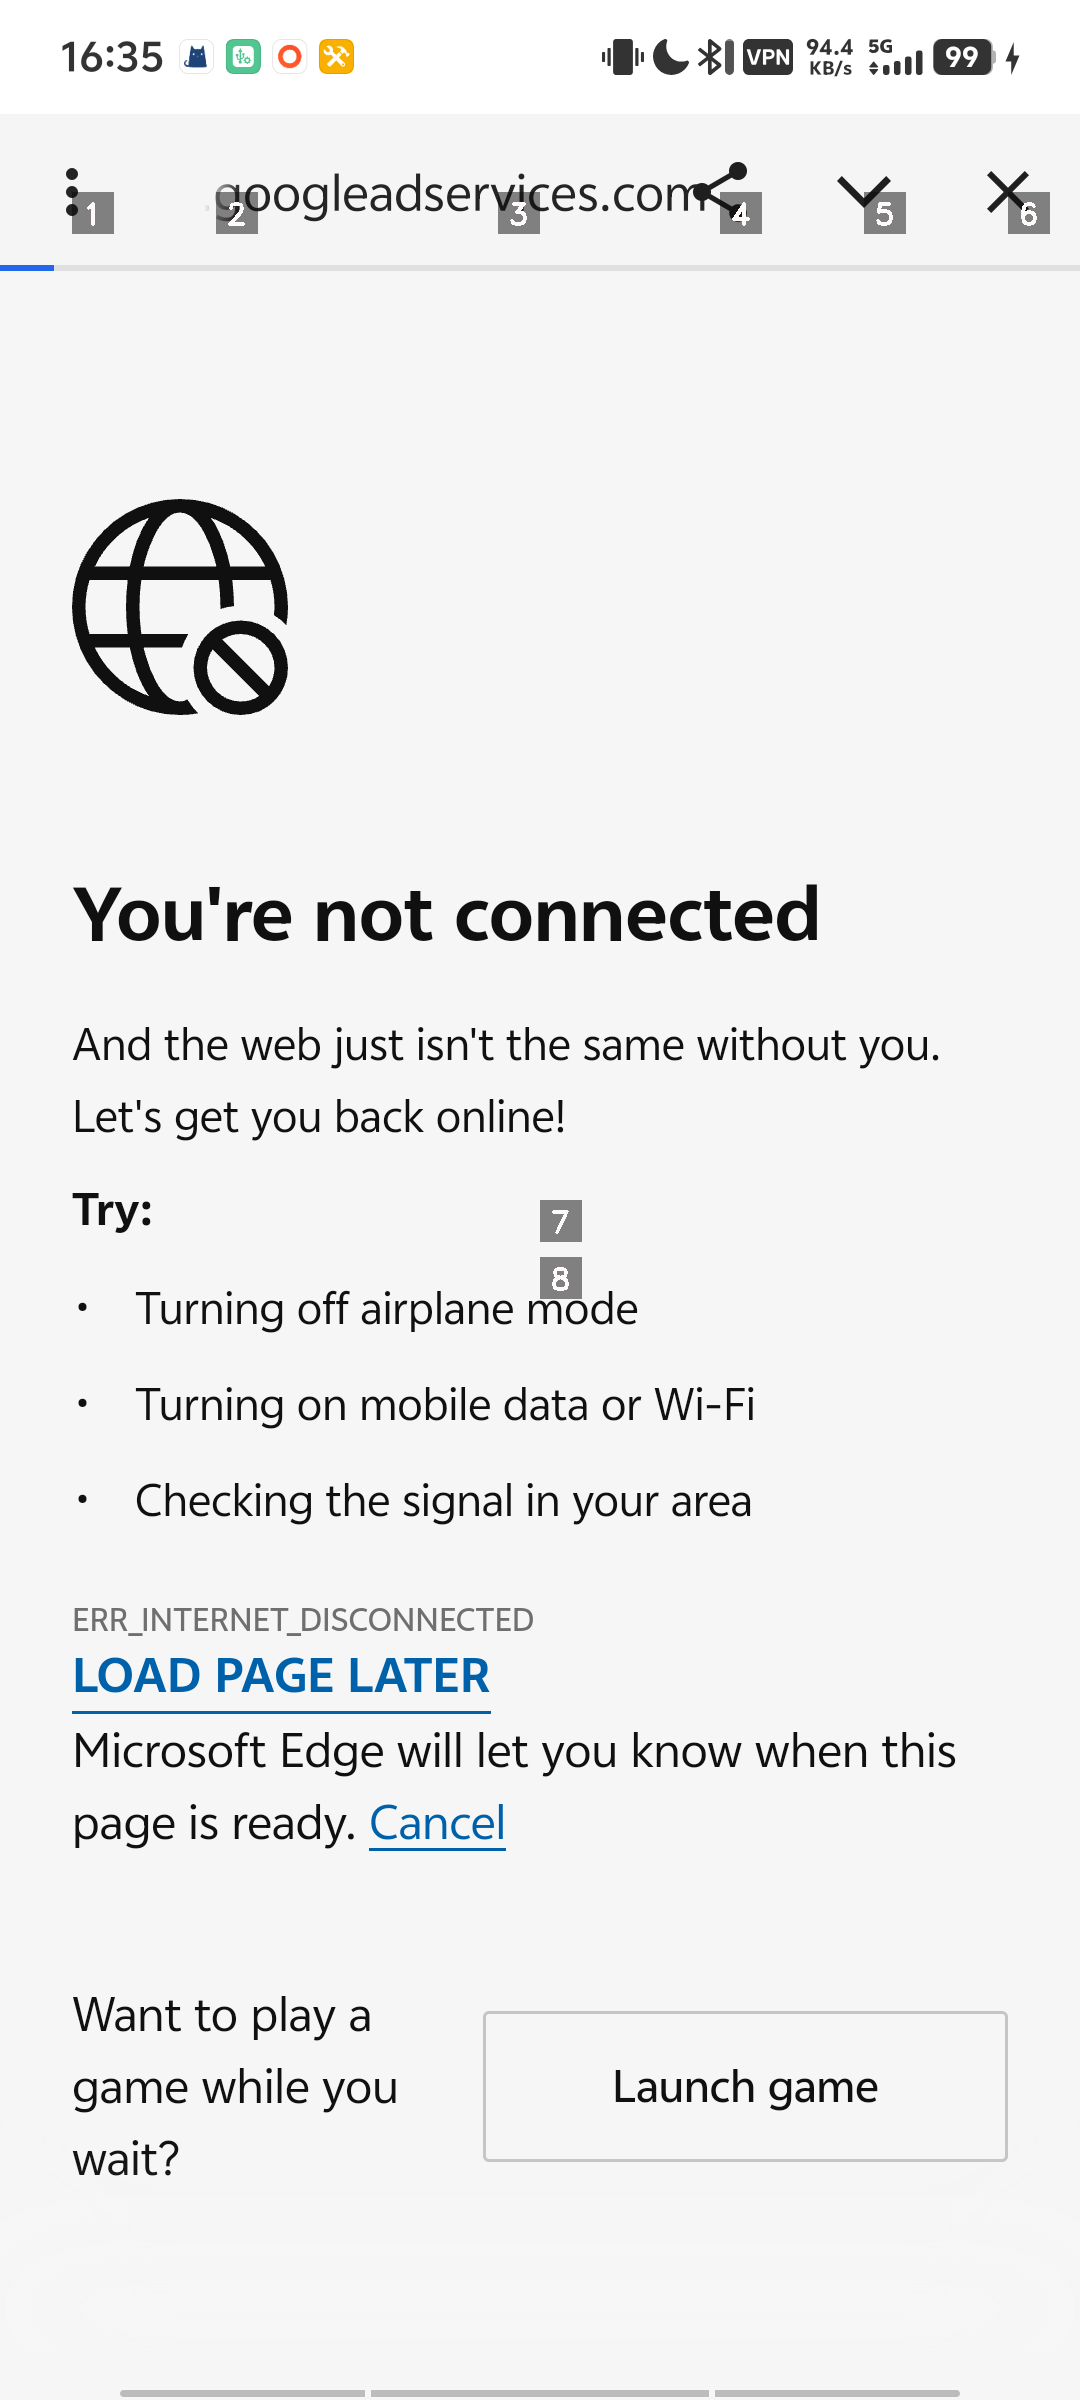 16:35
VPN
94.4 KB/s
5G
99
.googleadservices.com
1
2
3
4
5
6
You're not connected
And the web just isn't the same without you.
Let's get you back online!
Try:
7
8
• Turning off airplane mode
• Turning on mobile data or Wi-Fi
• Checking the signal in your area
ERR_INTERNET_DISCONNECTED
LOAD PAGE LATER
Microsoft Edge will let you know when this
page is ready. Cancel
Want to play a
game while you
wait?
Launch game